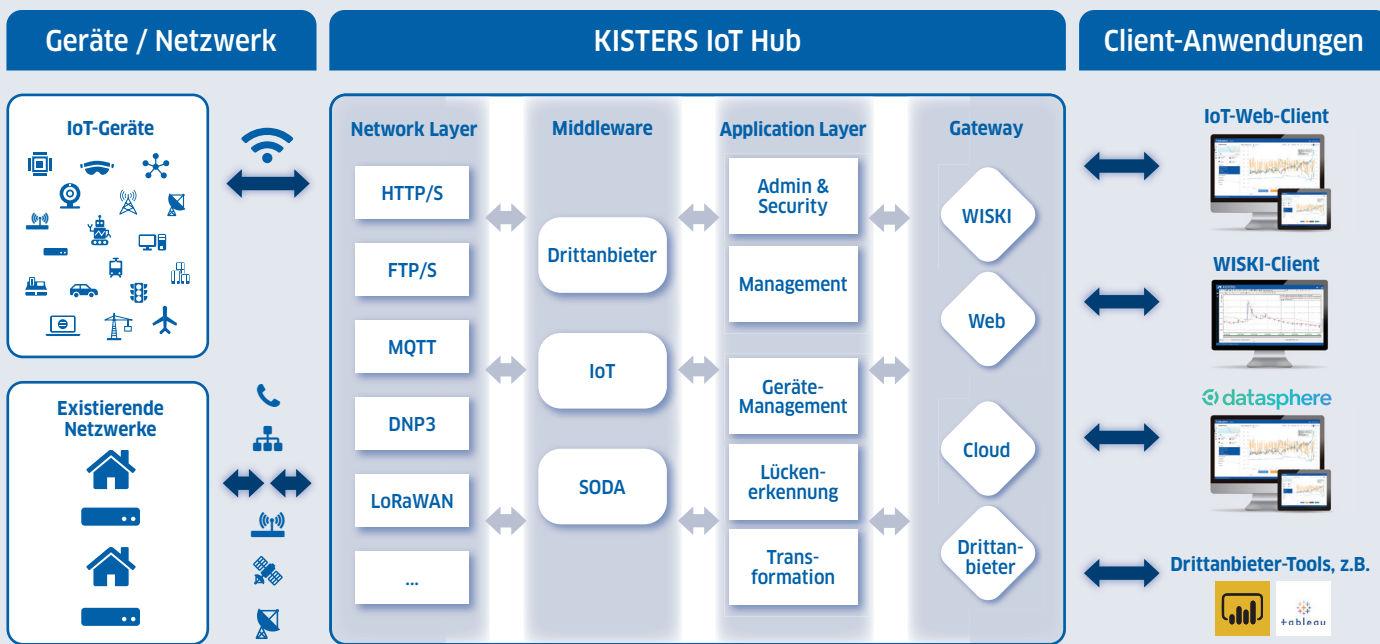 Geräte / Netzwerk
KISTERS IoT Hub
Client-Anwendungen
IoT-Geräte
Existierende
Netzwerke
Network Layer
HTTP/S
FTP/S
MQTT
DNP3
LoRaWAN
...
Middleware
Drittanbieter
IoT
SODA
Application Layer
Admin &
Security
Management
Geräte-
Management
Lücken-
erkennung
Trans-
formation
Gateway
WISKI
Web
Cloud
Drittan-
bieter
IoT-Web-Client
WISKI-Client
datasphere
Drittanbieter-Tools, z.B.
+ableau